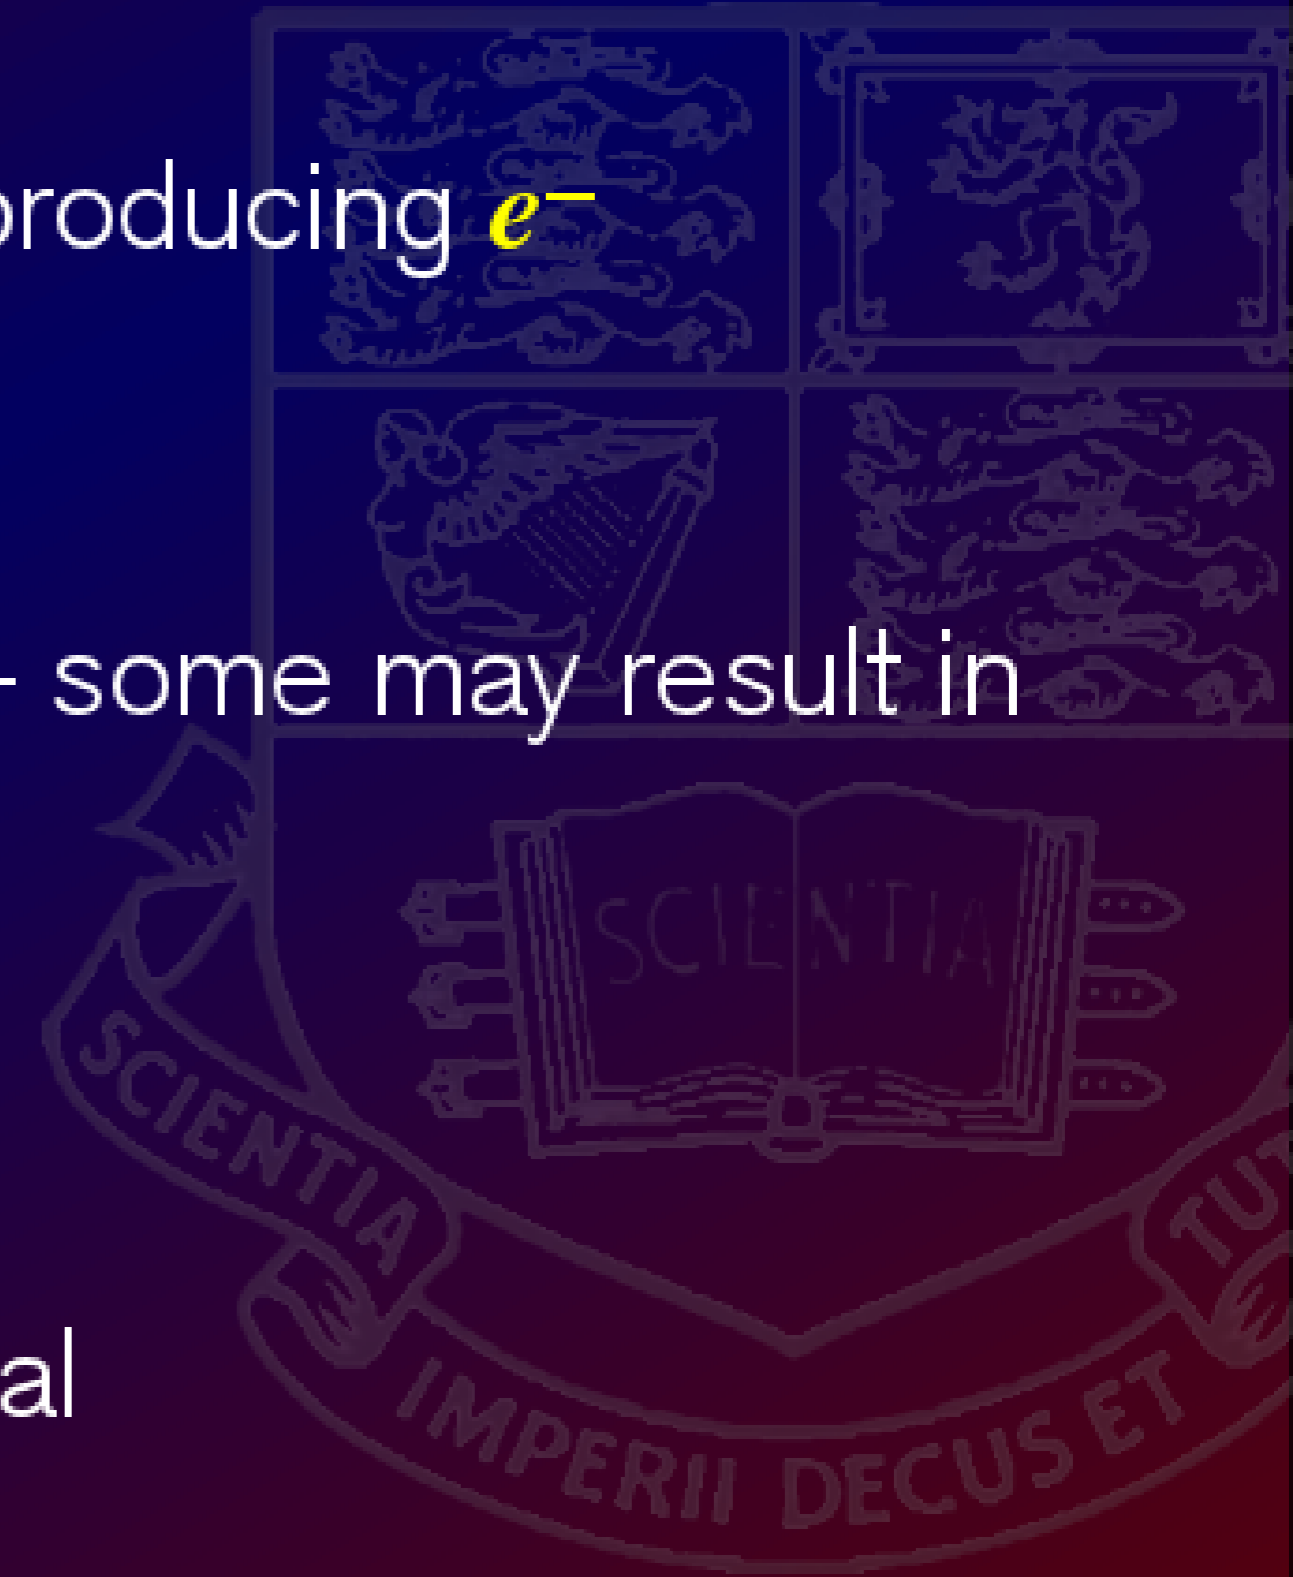 producing e–
– some may result in
al
SCIENTIA
SCIENTIA
IMPERII DECUS ET
TUT